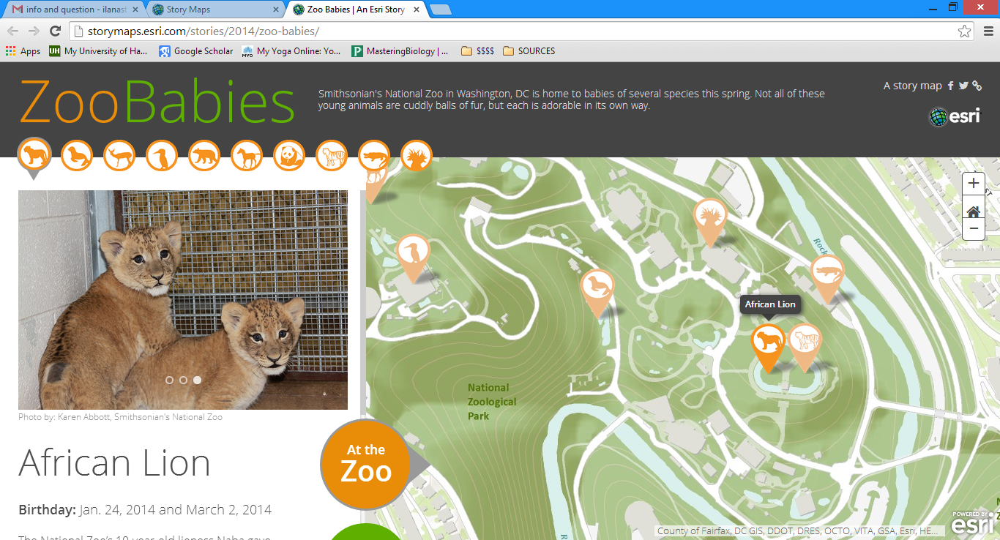 info and question - ilanast
Story Maps
Zoo Babies | An Esri Story
storymaps.esri.com/stories/2014/zoo-babies/
Apps
UH My University of Ha...
Google Scholar
MYO My Yoga Online: Yo...
P MasteringBiology | ...
$$$$
SOURCES
ZooBabies
Smithsonian's National Zoo in Washington, DC is home to babies of several species this spring. Not all of these
young animals are cuddly balls of fur, but each is adorable in its own way.
A story map
esri
Photo by: Karen Abbott, Smithsonian's National Zoo
At the
Zoo
African Lion
Birthday: Jan. 24, 2014 and March 2, 2014
The National Zoo's 10-year-old lioness Naba gave
African Lion
Rock
National
Zoological
Park
R
County of Fairfax, DC GIS, DDOT, DRES, OCTO, VITA, GSA, Esri, HE...
POWERED BY
esri